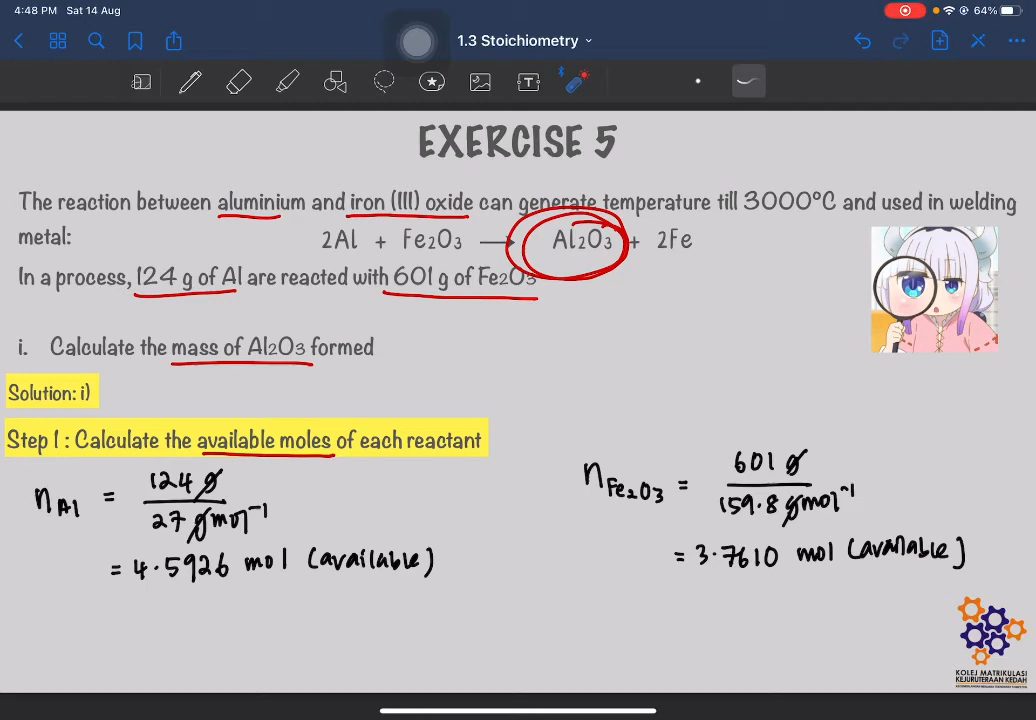 4:48 PM Sat 14 Aug
64%
1.3 Stoichiometry
T
EXERCISE 5
The reaction between aluminium and iron (III) oxide can generate temperature till 3000°C and used in welding
metal: 2Al + Fe₂O₃ → Al₂O₃ + 2Fe
In a process, 124 g of Al are reacted with 601 g of Fe₂O₃
i. Calculate the mass of Al₂O₃ formed
Solution: i)
Step 1 : Calculate the available moles of each reactant
n Al = 124 g / 27 gmol⁻¹
= 4.5926 mol (available)
n Fe₂O₃ = 601 g / 159.8 gmol⁻¹
= 3.7610 mol (available)
KOLEJ MATRIKULASI
KEJURUTERAAN KEDAH